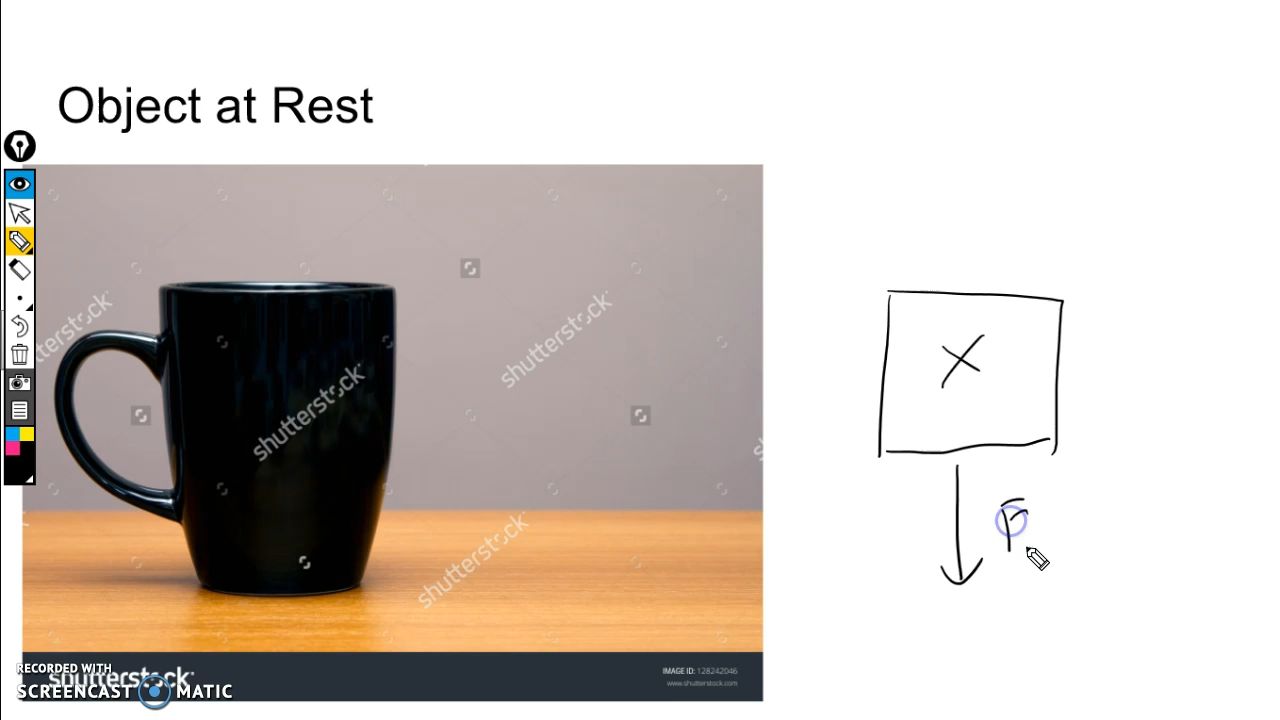 Object at Rest
shutterstock
shutterstock
shutterstock
shutterstock
X
F
RECORDED WITH
SCREENCAST MATIC
shutterstock
IMAGE ID: 128242046
www.shutterstock.com